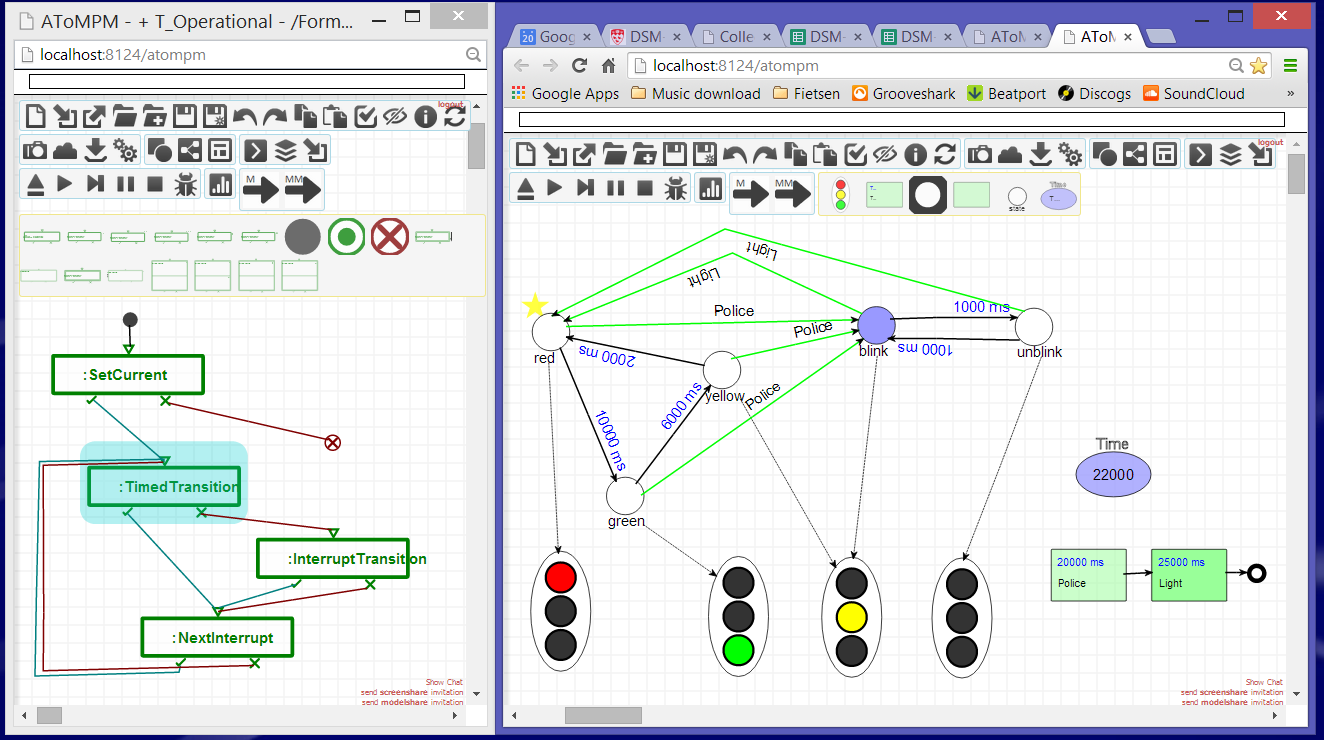 AToMPM - + T_Operational - /Form...
localhost:8124/atompm
logout
M
MM
:SetCurrent
:TimedTransition
:InterruptTransition
:NextInterrupt
Show Chat
send screenshare invitation
send modelshare invitation
20
Goog
DSM-
Colle
DSM-
DSM-
AToM
AToM
localhost:8124/atompm
Google Apps
Music download
Fietsen
Grooveshark
Beatport
Discogs
SoundCloud
»
logout
M
MM
T...
T...
state
Time
T...
Light
Light
Police
1000 ms
Police
red
2000 ms
blink
1000 ms
unblink
yellow
Police
6000 ms
10000 ms
green
Time
22000
20000 ms
Police
25000 ms
Light
Show Chat
send screenshare invitation
send modelshare invitation